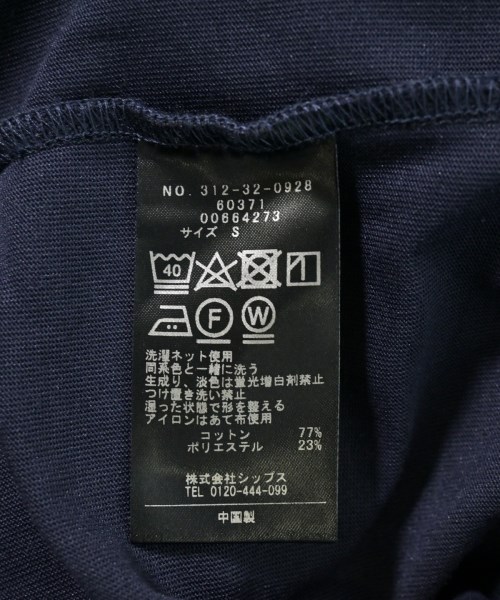 NO. 312-32-0928
60371
00664273
サイズ S
40
F W
洗濯ネット使用
同系色と一緒に洗う
生成り、淡色は蛍光増白剤禁止
つけ置き洗い禁止
湿った状態で形を整える
アイロンはあて布使用
コットン 77%
ポリエステル 23%
株式会社シップス
TEL 0120-444-099
中国製